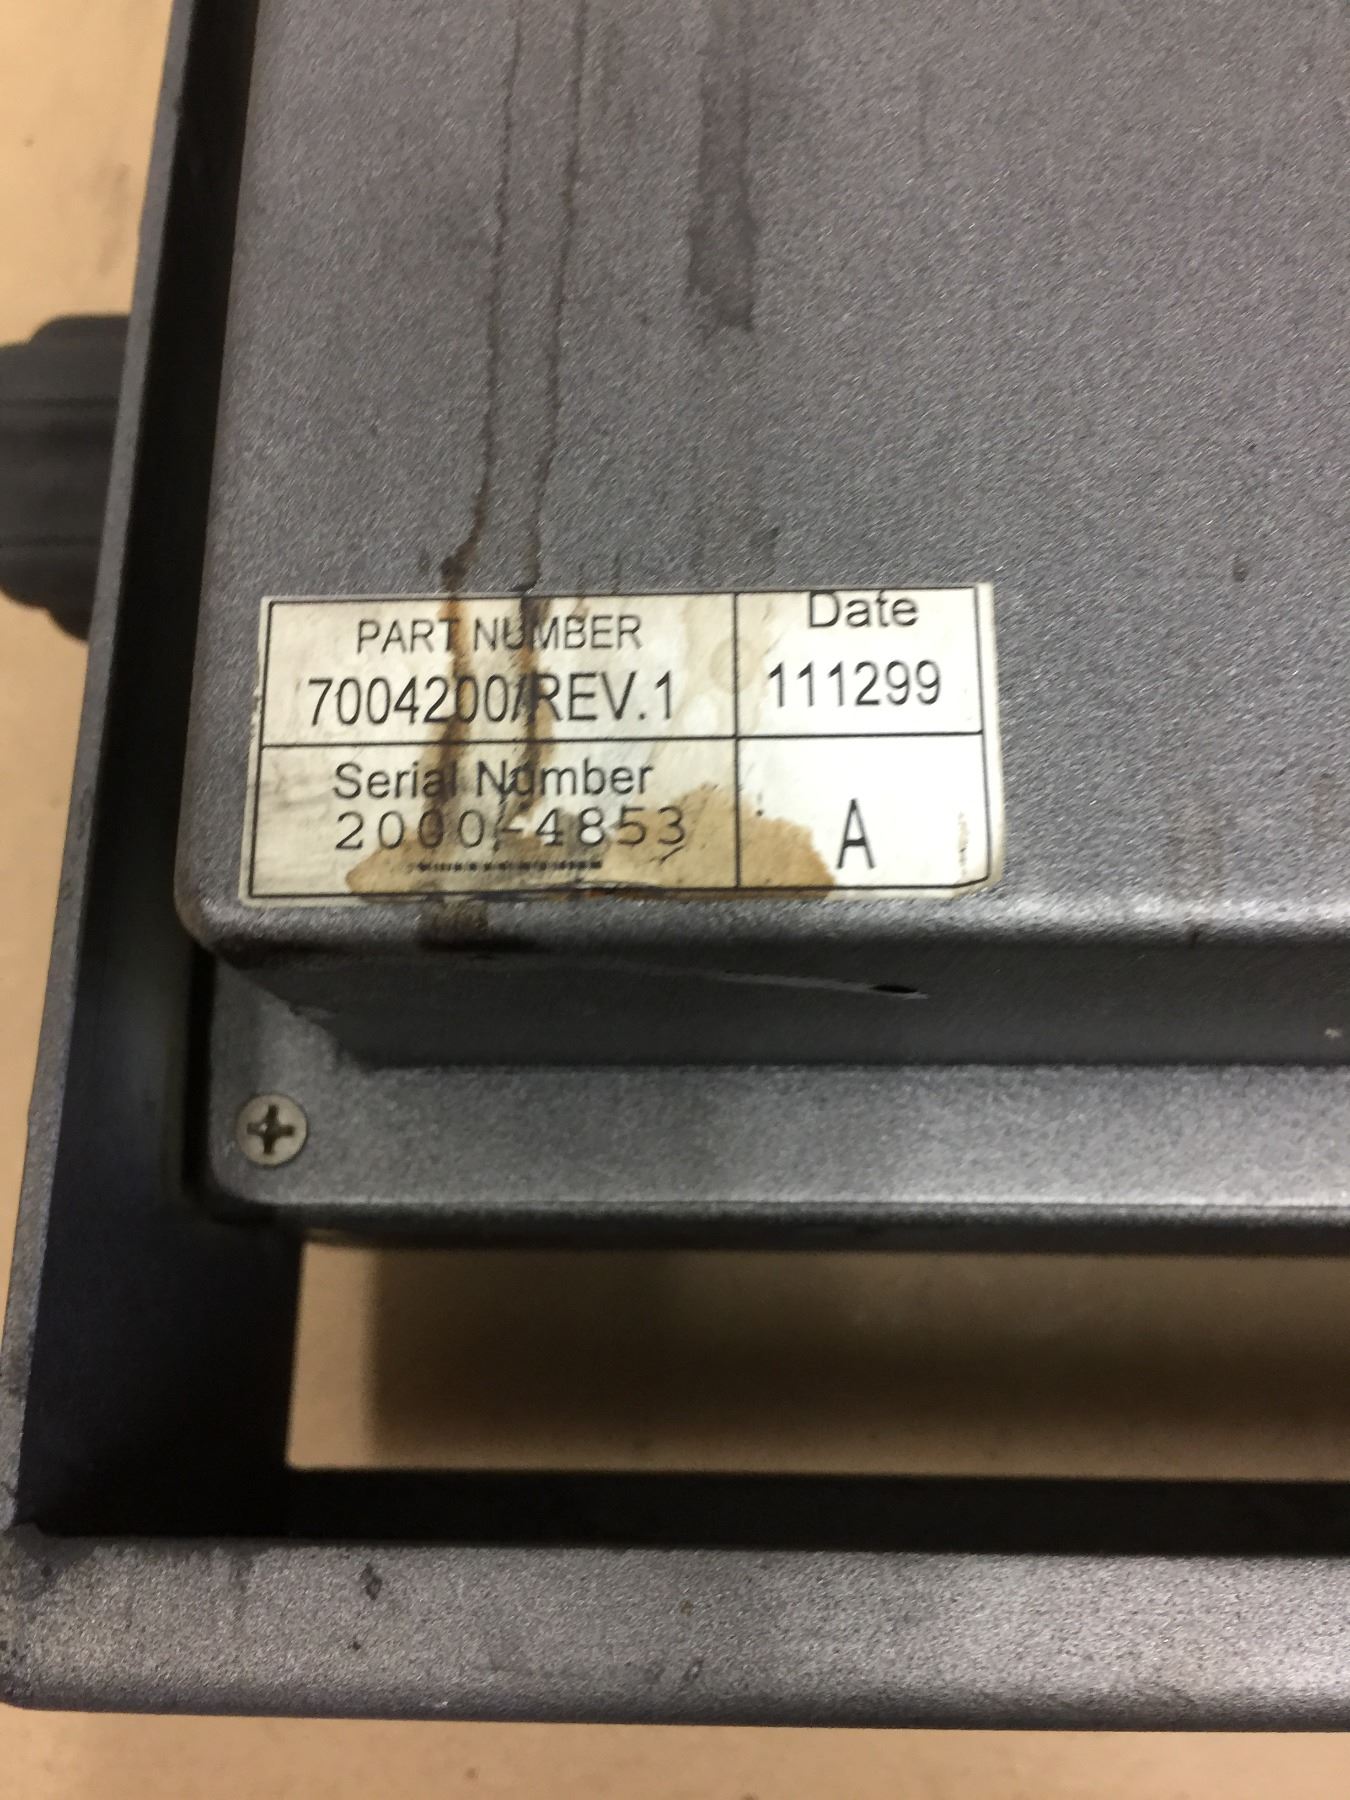 PART NUMBER
7004200/REV.1
Date
111299
Serial Number
2000-4853
A